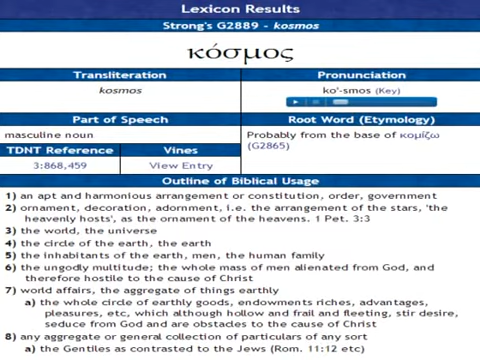 Lexicon Results
Strong's G2889 - kosmos
κόσμος
Transliteration
Pronunciation
kosmos
ko'-smos (Key)
Part of Speech
Root Word (Etymology)
masculine noun
Probably from the base of κομίζω
(G2865)
TDNT Reference
Vines
3:868,459
View Entry
Outline of Biblical Usage
1) an apt and harmonious arrangement or constitution, order, government
2) ornament, decoration, adornment, i.e. the arrangement of the stars, 'the
heavenly hosts', as the ornament of the heavens. 1 Pet. 3:3
3) the world, the universe
4) the circle of the earth, the earth
5) the inhabitants of the earth, men, the human family
6) the ungodly multitude; the whole mass of men alienated from God, and
therefore hostile to the cause of Christ
7) world affairs, the aggregate of things earthly
a) the whole circle of earthly goods, endowments riches, advantages,
pleasures, etc, which although hollow and frail and fleeting, stir desire,
seduce from God and are obstacles to the cause of Christ
8) any aggregate or general collection of particulars of any sort
a) the Gentiles as contrasted to the Jews (Rom. 11:12 etc)